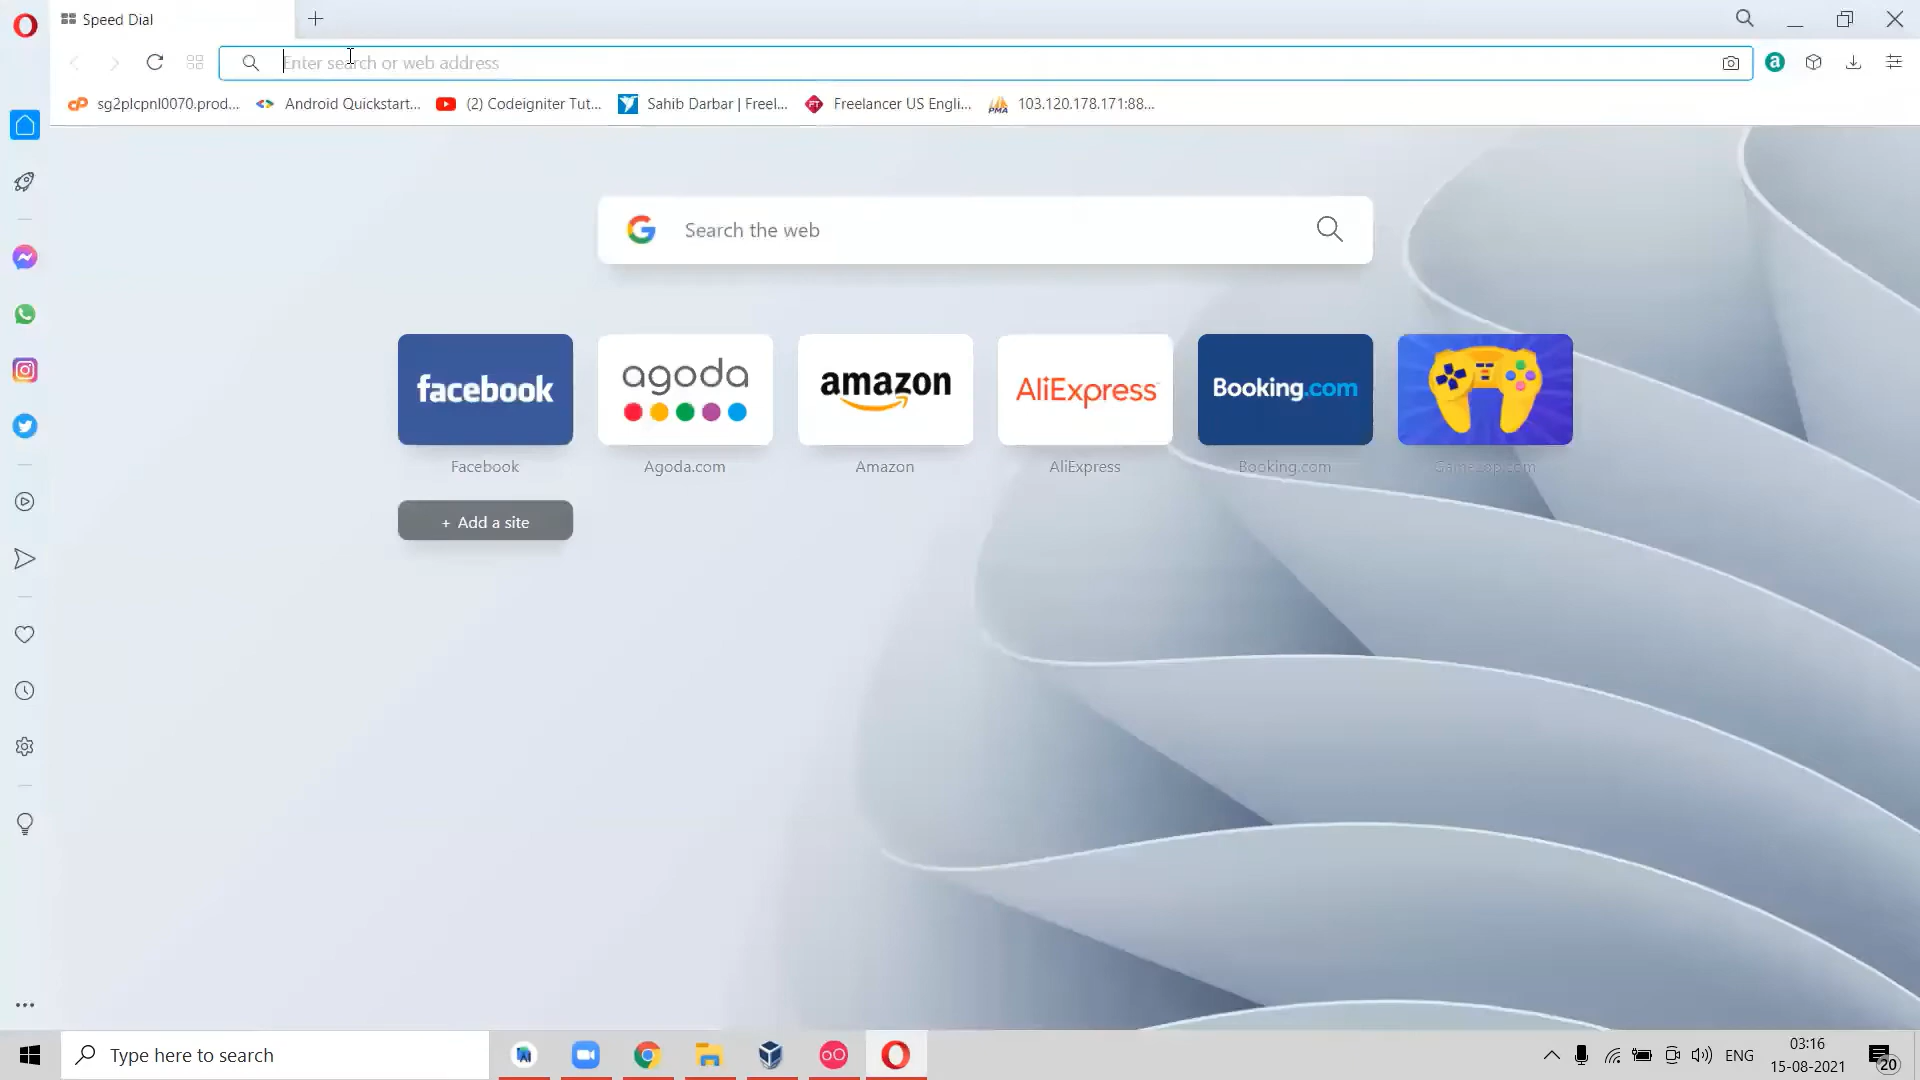 Speed Dial
Enter search or web address
sg2plcpnl0070.prod...
Android Quickstart...
(2) Codeigniter Tut...
Sahib Darbar | Freel...
Freelancer US Engli...
PMA
103.120.178.171:88...
Search the web
facebook
agoda
amazon
AliExpress
Booking.com
Facebook
Agoda.com
Amazon
AliExpress
Booking.com
+ Add a site
Type here to search
ENG
03:16
15-08-2021
20